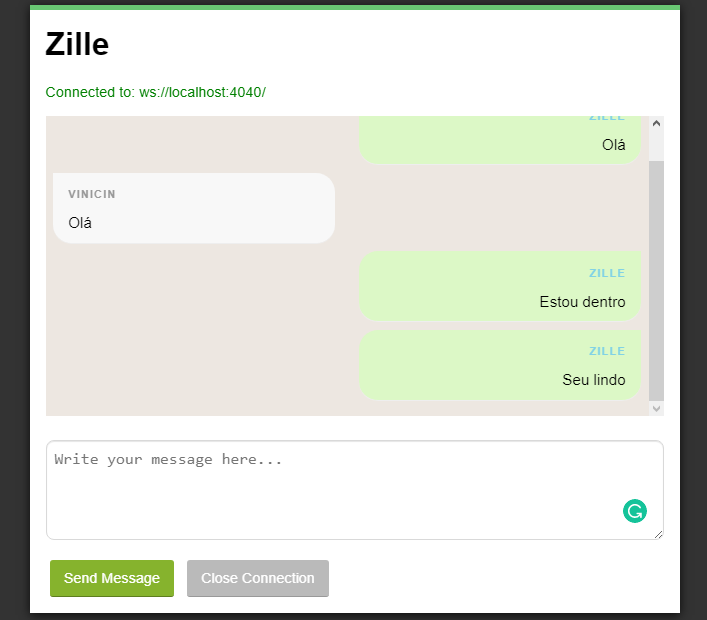 Zille
Connected to: ws://localhost:4040/
ZILLE
Olá
VINICIN
Olá
ZILLE
Estou dentro
ZILLE
Seu lindo
Write your message here...
Send Message
Close Connection